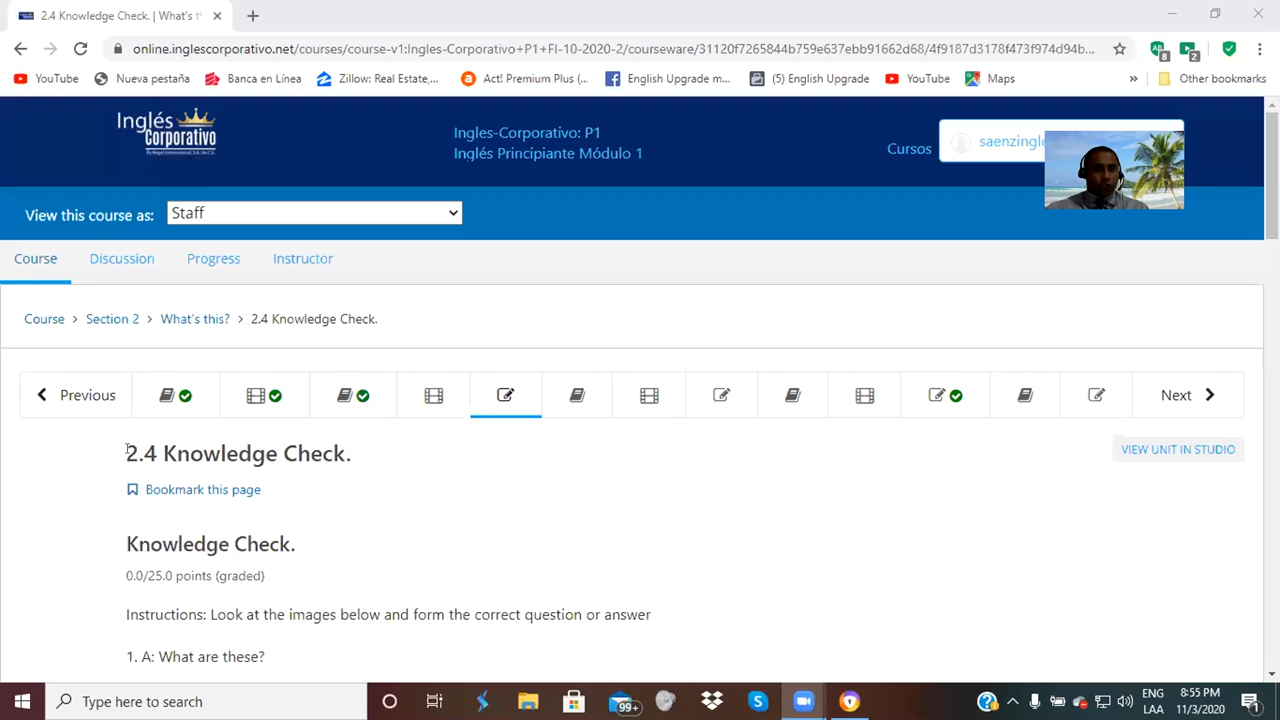 2.4 Knowledge Check. | What's t
online.inglescorporativo.net/courses/course-v1:Ingles-Corporativo+P1+FI-10-2020-2/courseware/31120f7265844b759e637ebb91662d68/4f9187d3178f473f974d94b...
8
2
YouTube
Nueva pestaña
Banca en Línea
Zillow: Real Estate,...
Act! Premium Plus (...
English Upgrade m...
(5) English Upgrade
YouTube
Maps
»
Other bookmarks
Inglés
Corporativo
Ingles-Corporativo: P1
Inglés Principiante Módulo 1
Cursos
saenzingle
View this course as:
Staff
Course
Discussion
Progress
Instructor
Course > Section 2 > What's this? > 2.4 Knowledge Check.
Previous
Next
2.4 Knowledge Check.
VIEW UNIT IN STUDIO
Bookmark this page
Knowledge Check.
0.0/25.0 points (graded)
Instructions: Look at the images below and form the correct question or answer
1. A: What are these?
Type here to search
99+
ENG
LAA
8:55 PM
11/3/2020
1